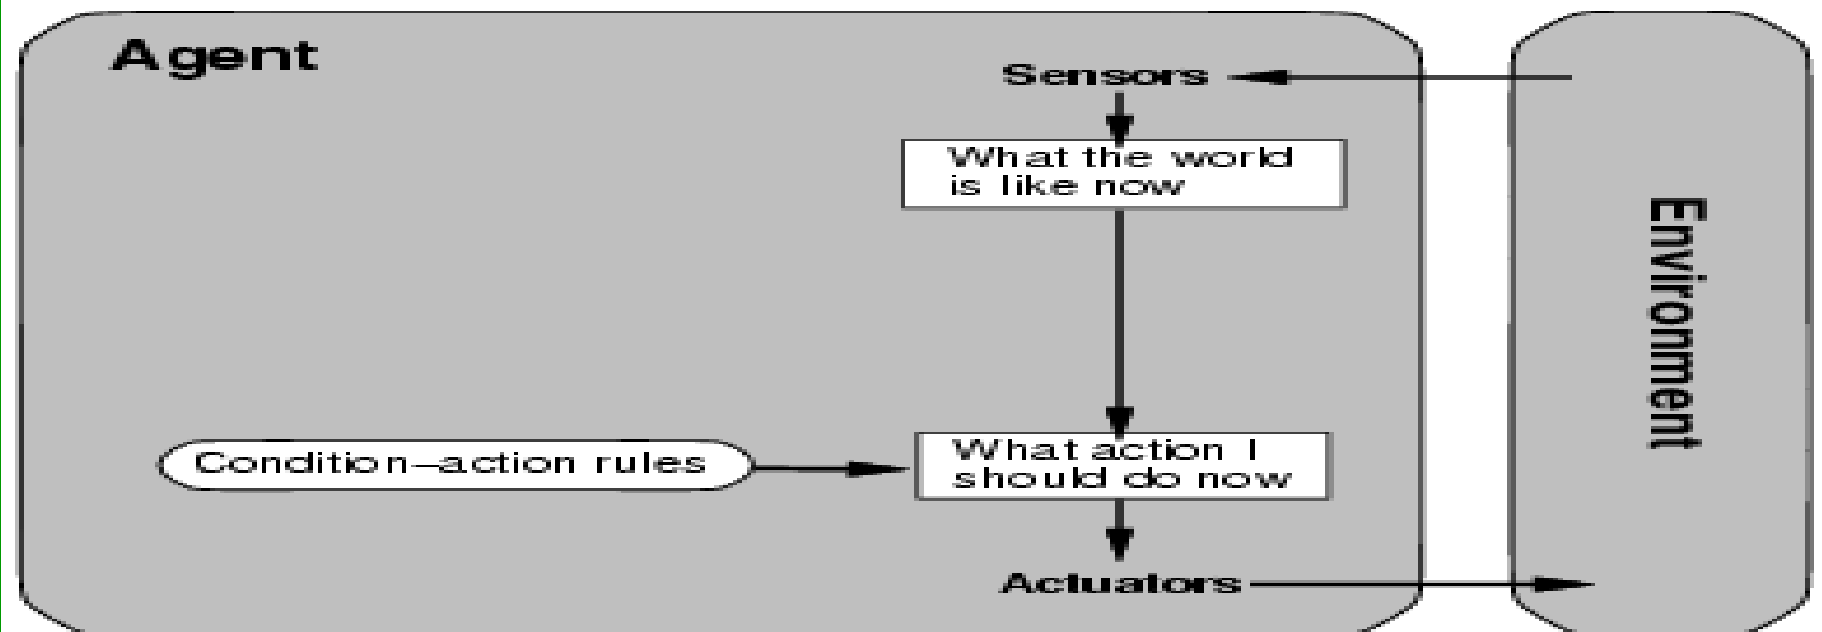 Agent
Sensors
What the world
is like now
Environment
Condition–action rules
What action I
should do now
Actuators